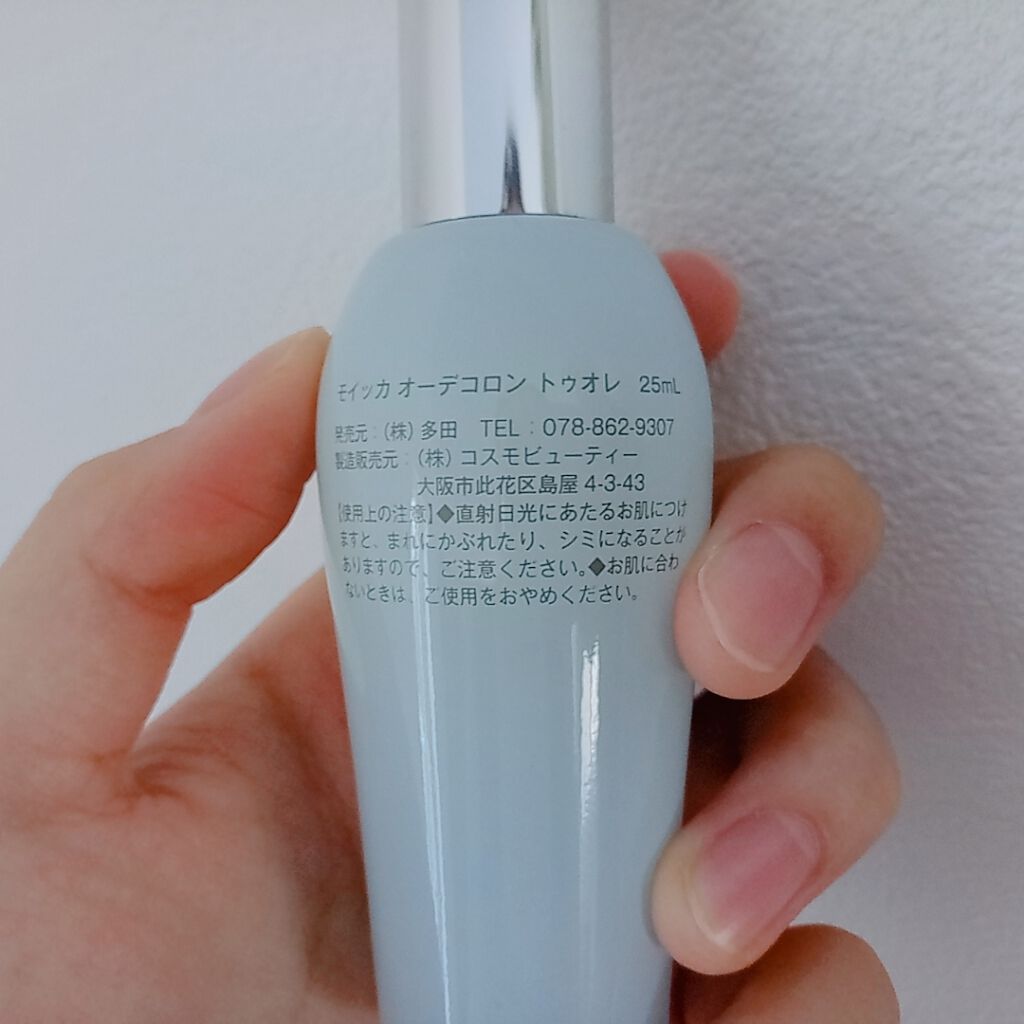 モイッカ オーデコロン トゥオレ 25mL
発売元:(株)多田 TEL:078-862-9307
製造販売元:(株)コスモビューティー
大阪市此花区島屋 4-3-43
【使用上の注意】◆直射日光にあたるお肌につけ
ますと、まれにかぶれたり、シミになることが
ありますので、ご注意ください。◆お肌に合わ
ないときは、ご使用をおやめください。